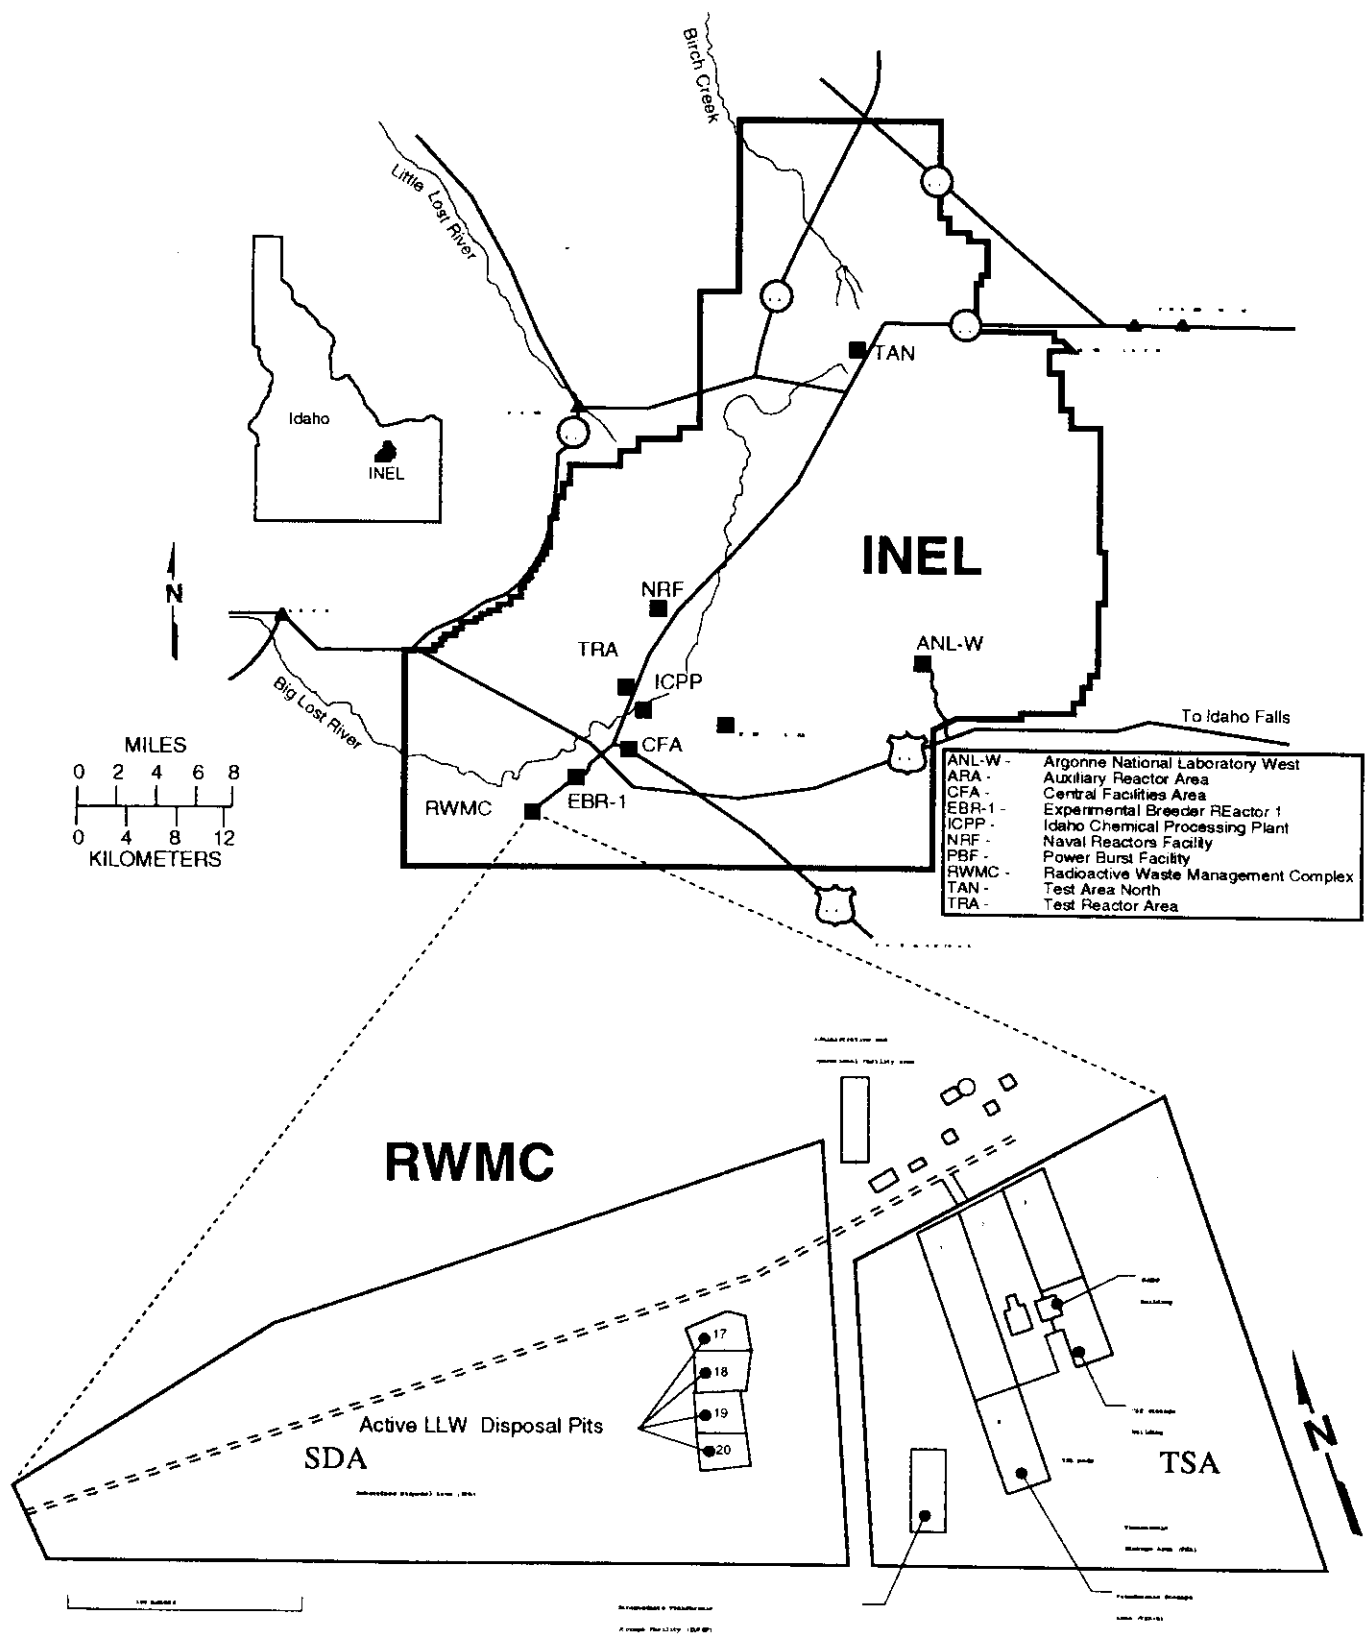 Birch Creek
Little Lost River
TAN
Idaho
INEL
INEL
N
NRF
TRA
ICPP
ANL-W
Big Lost River
To Idaho Falls
MILES
0 2 4 6 8
0 4 8 12
KILOMETERS
CFA
EBR-1
RWMC
ANL-W - Argonne National Laboratory West
ARA - Auxiliary Reactor Area
CFA - Central Facilities Area
EBR-1 - Experimental Breeder REactor 1
ICPP - Idaho Chemical Processing Plant
NRF - Naval Reactors Facility
PBF - Power Burst Facility
RWMC - Radioactive Waste Management Complex
TAN - Test Area North
TRA - Test Reactor Area
RWMC
17
18
19
20
Active LLW Disposal Pits
SDA
Building
TSA
N